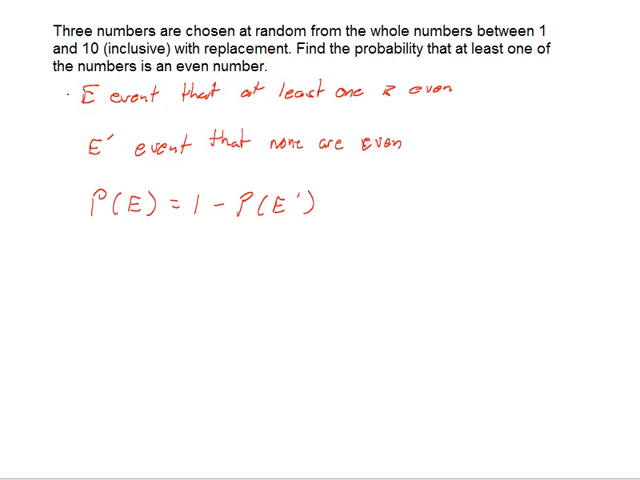 Three numbers are chosen at random from the whole numbers between 1
and 10 (inclusive) with replacement. Find the probability that at least one of
the numbers is an even number.
E event that at least one is even
E' event that none are even
P(E) = 1 - P(E')